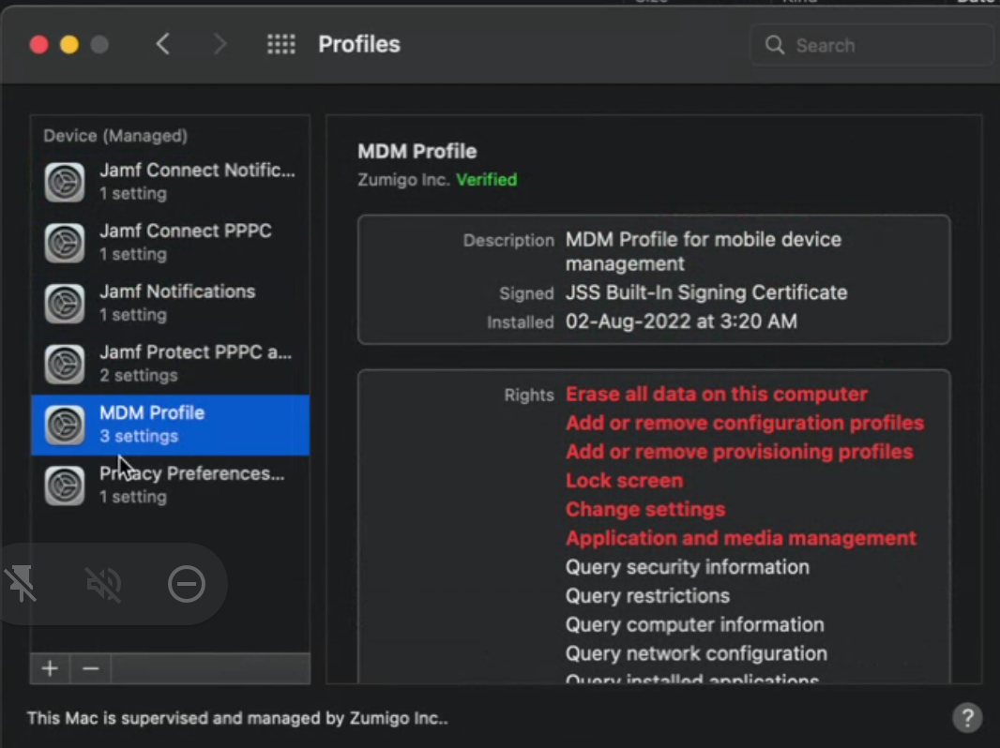 Profiles
Search
Device (Managed)
Jamf Connect Notific...
1 setting
Jamf Connect PPPC
1 setting
Jamf Notifications
1 setting
Jamf Protect PPPC a...
2 settings
MDM Profile
3 settings
Privacy Preferences...
1 setting
MDM Profile
Zumigo Inc. Verified
Description MDM Profile for mobile device
management
Signed JSS Built-In Signing Certificate
Installed 02-Aug-2022 at 3:20 AM
Rights Erase all data on this computer
Add or remove configuration profiles
Add or remove provisioning profiles
Lock screen
Change settings
Application and media management
Query security information
Query restrictions
Query computer information
Query network configuration
Query installed applications
This Mac is supervised and managed by Zumigo Inc..
?